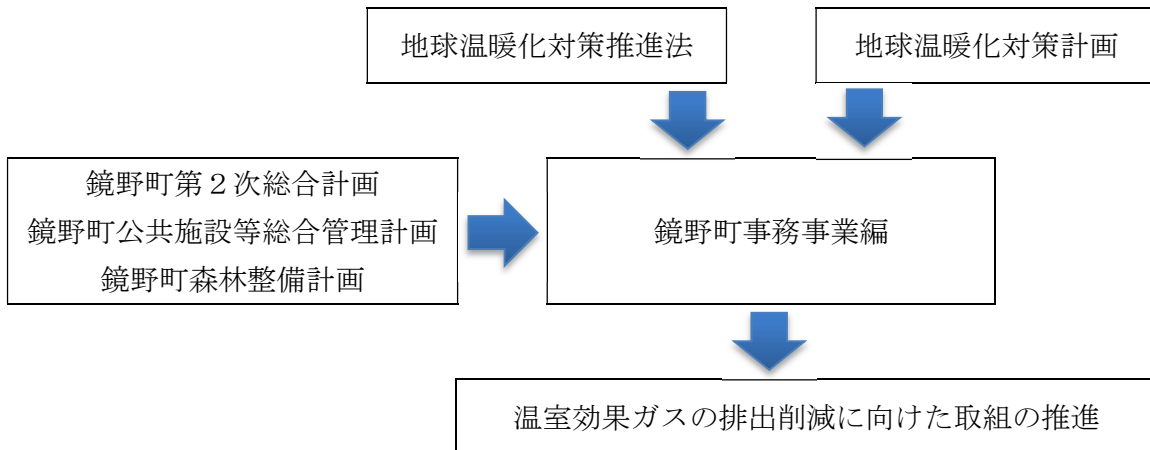 地球温暖化対策推進法
地球温暖化対策計画
鏡野町第２次総合計画
鏡野町公共施設等総合管理計画
鏡野町森林整備計画
鏡野町事務事業編
温室効果ガスの排出削減に向けた取組の推進